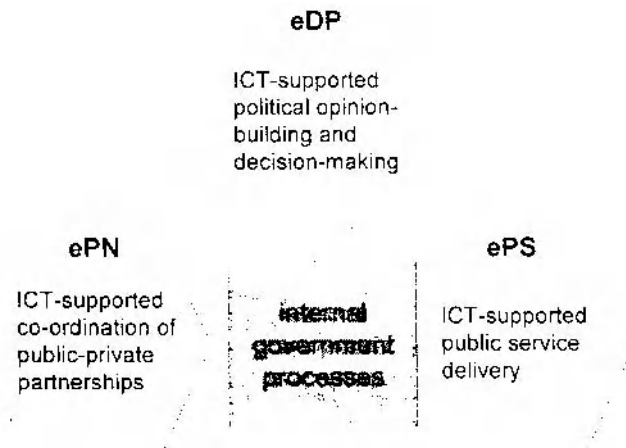 eDP
ICT-supported
political opinion-
building and
decision-making
ePN
ICT-supported
co-ordination of
public-private
partnerships
internal
government
processes
ePS
ICT-supported
public service
delivery